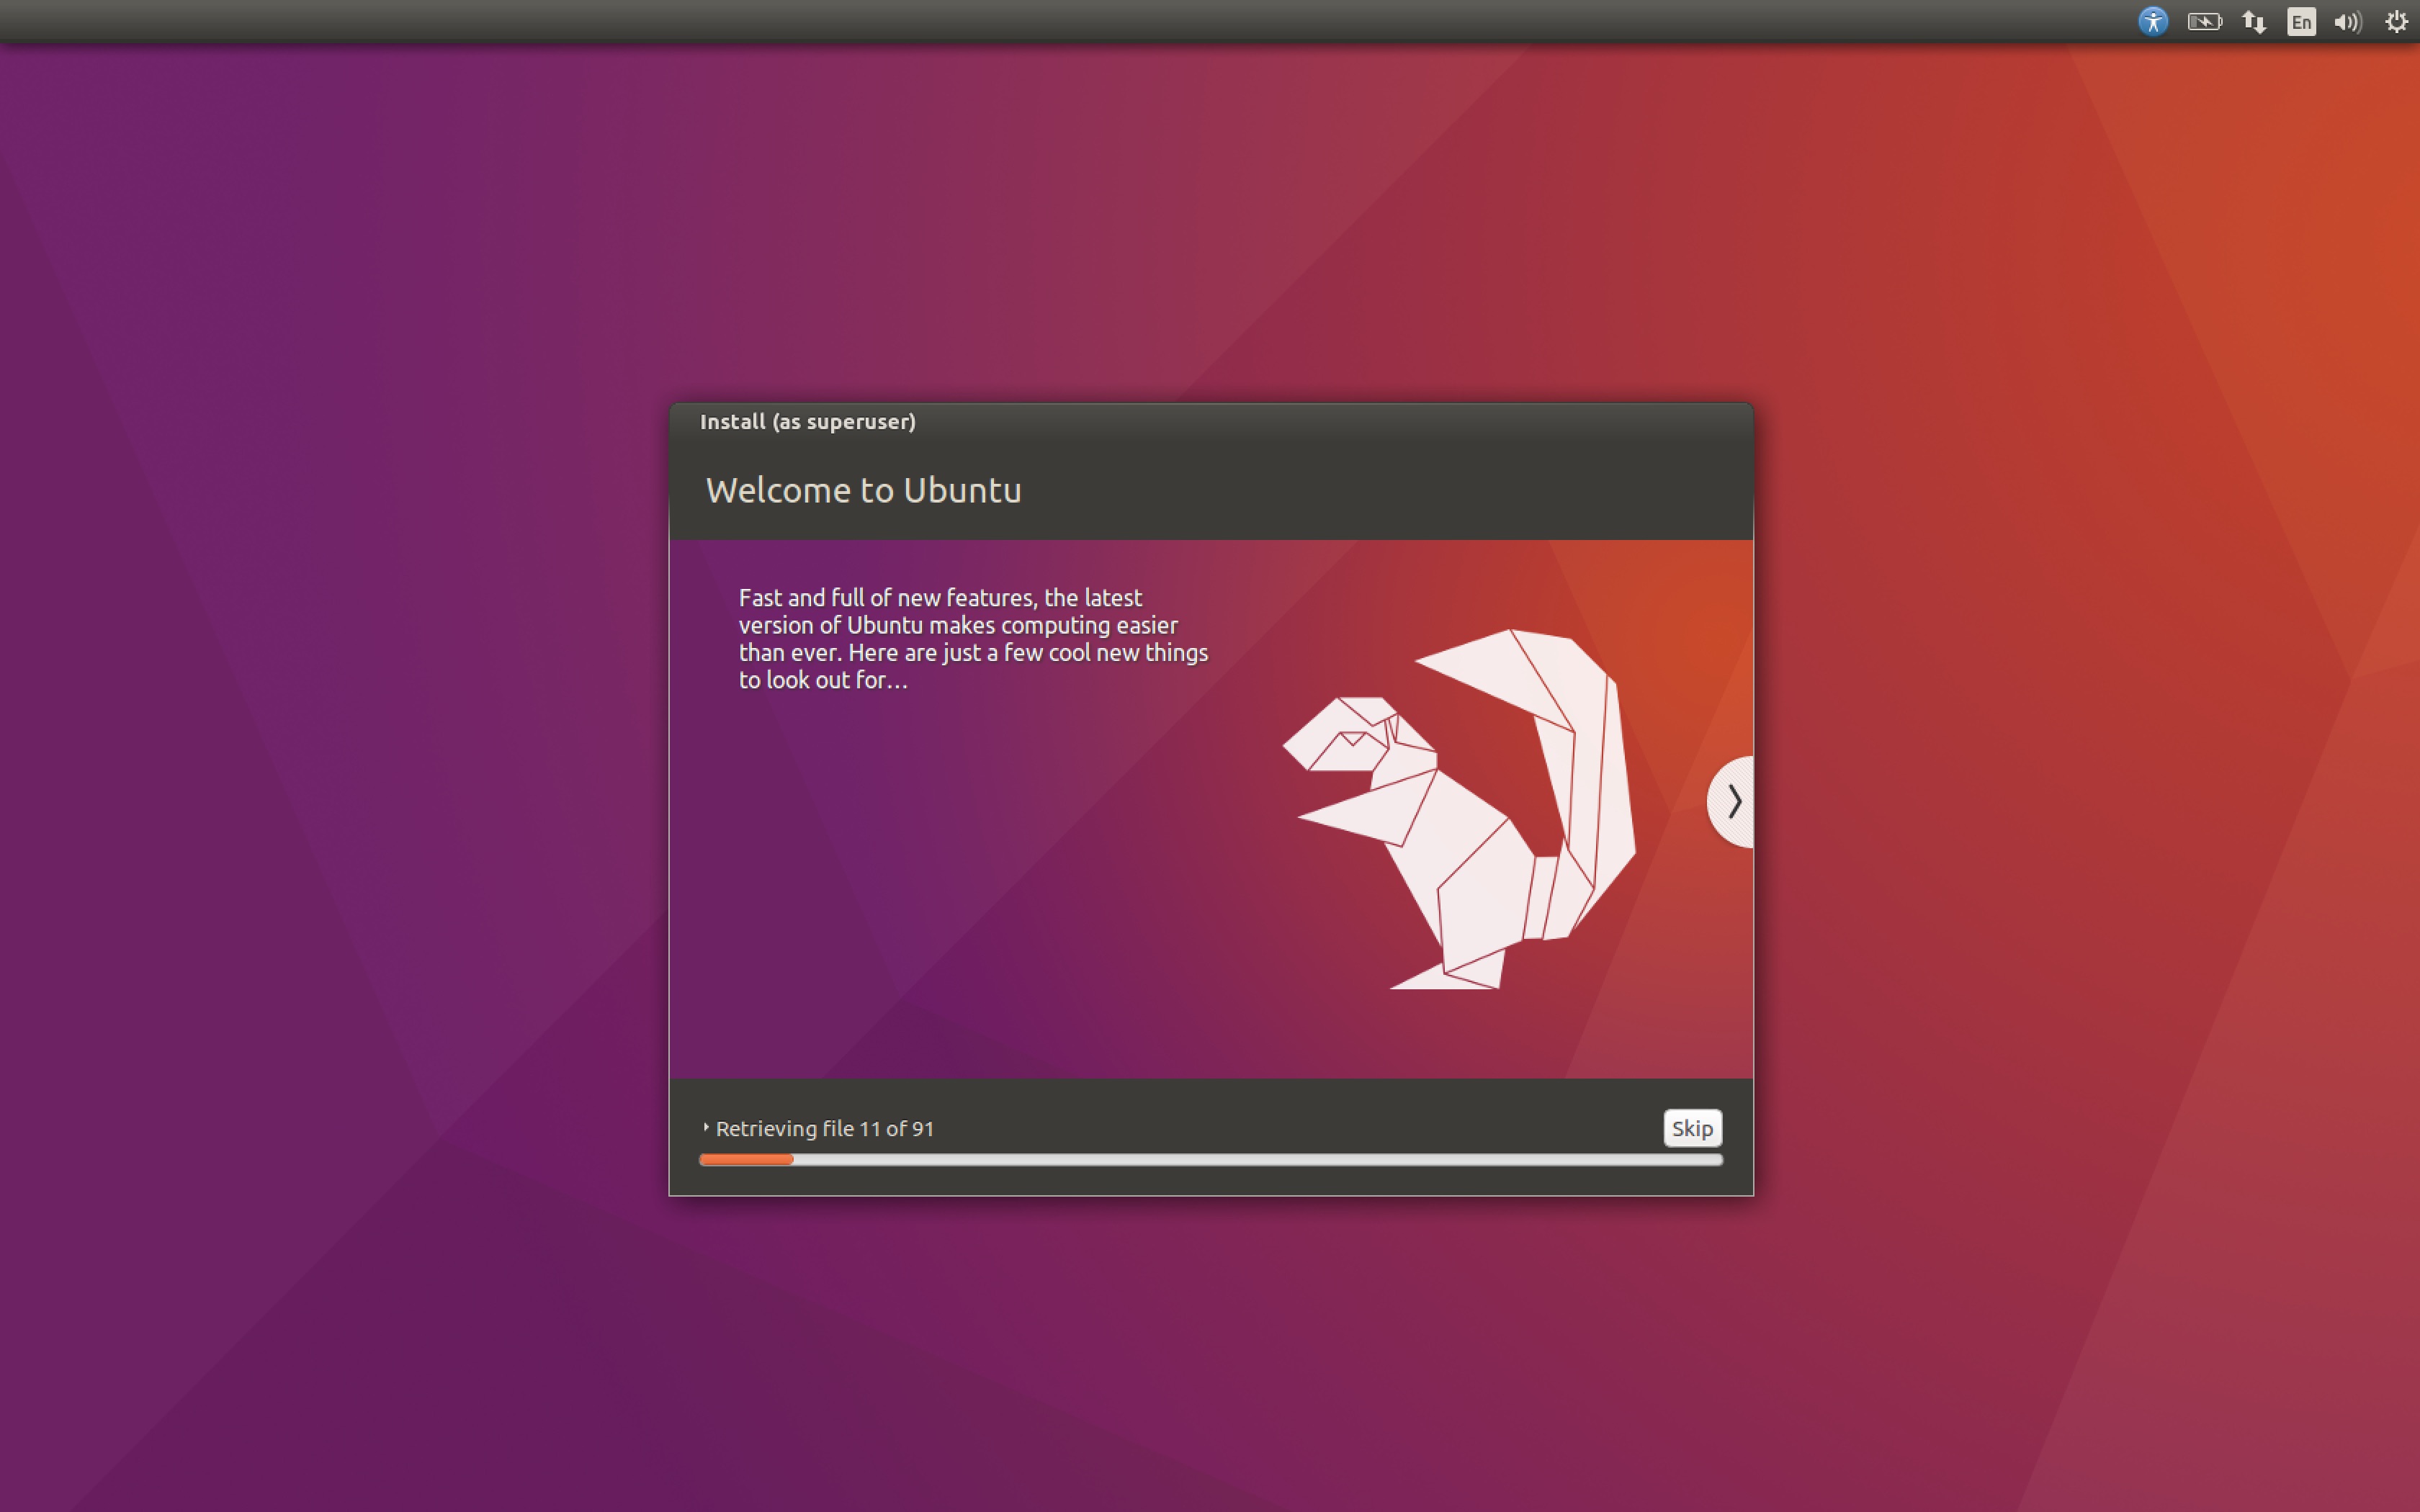 En
Install (as superuser)
Welcome to Ubuntu
Fast and full of new features, the latest
version of Ubuntu makes computing easier
than ever. Here are just a few cool new things
to look out for…
Retrieving file 11 of 91
Skip